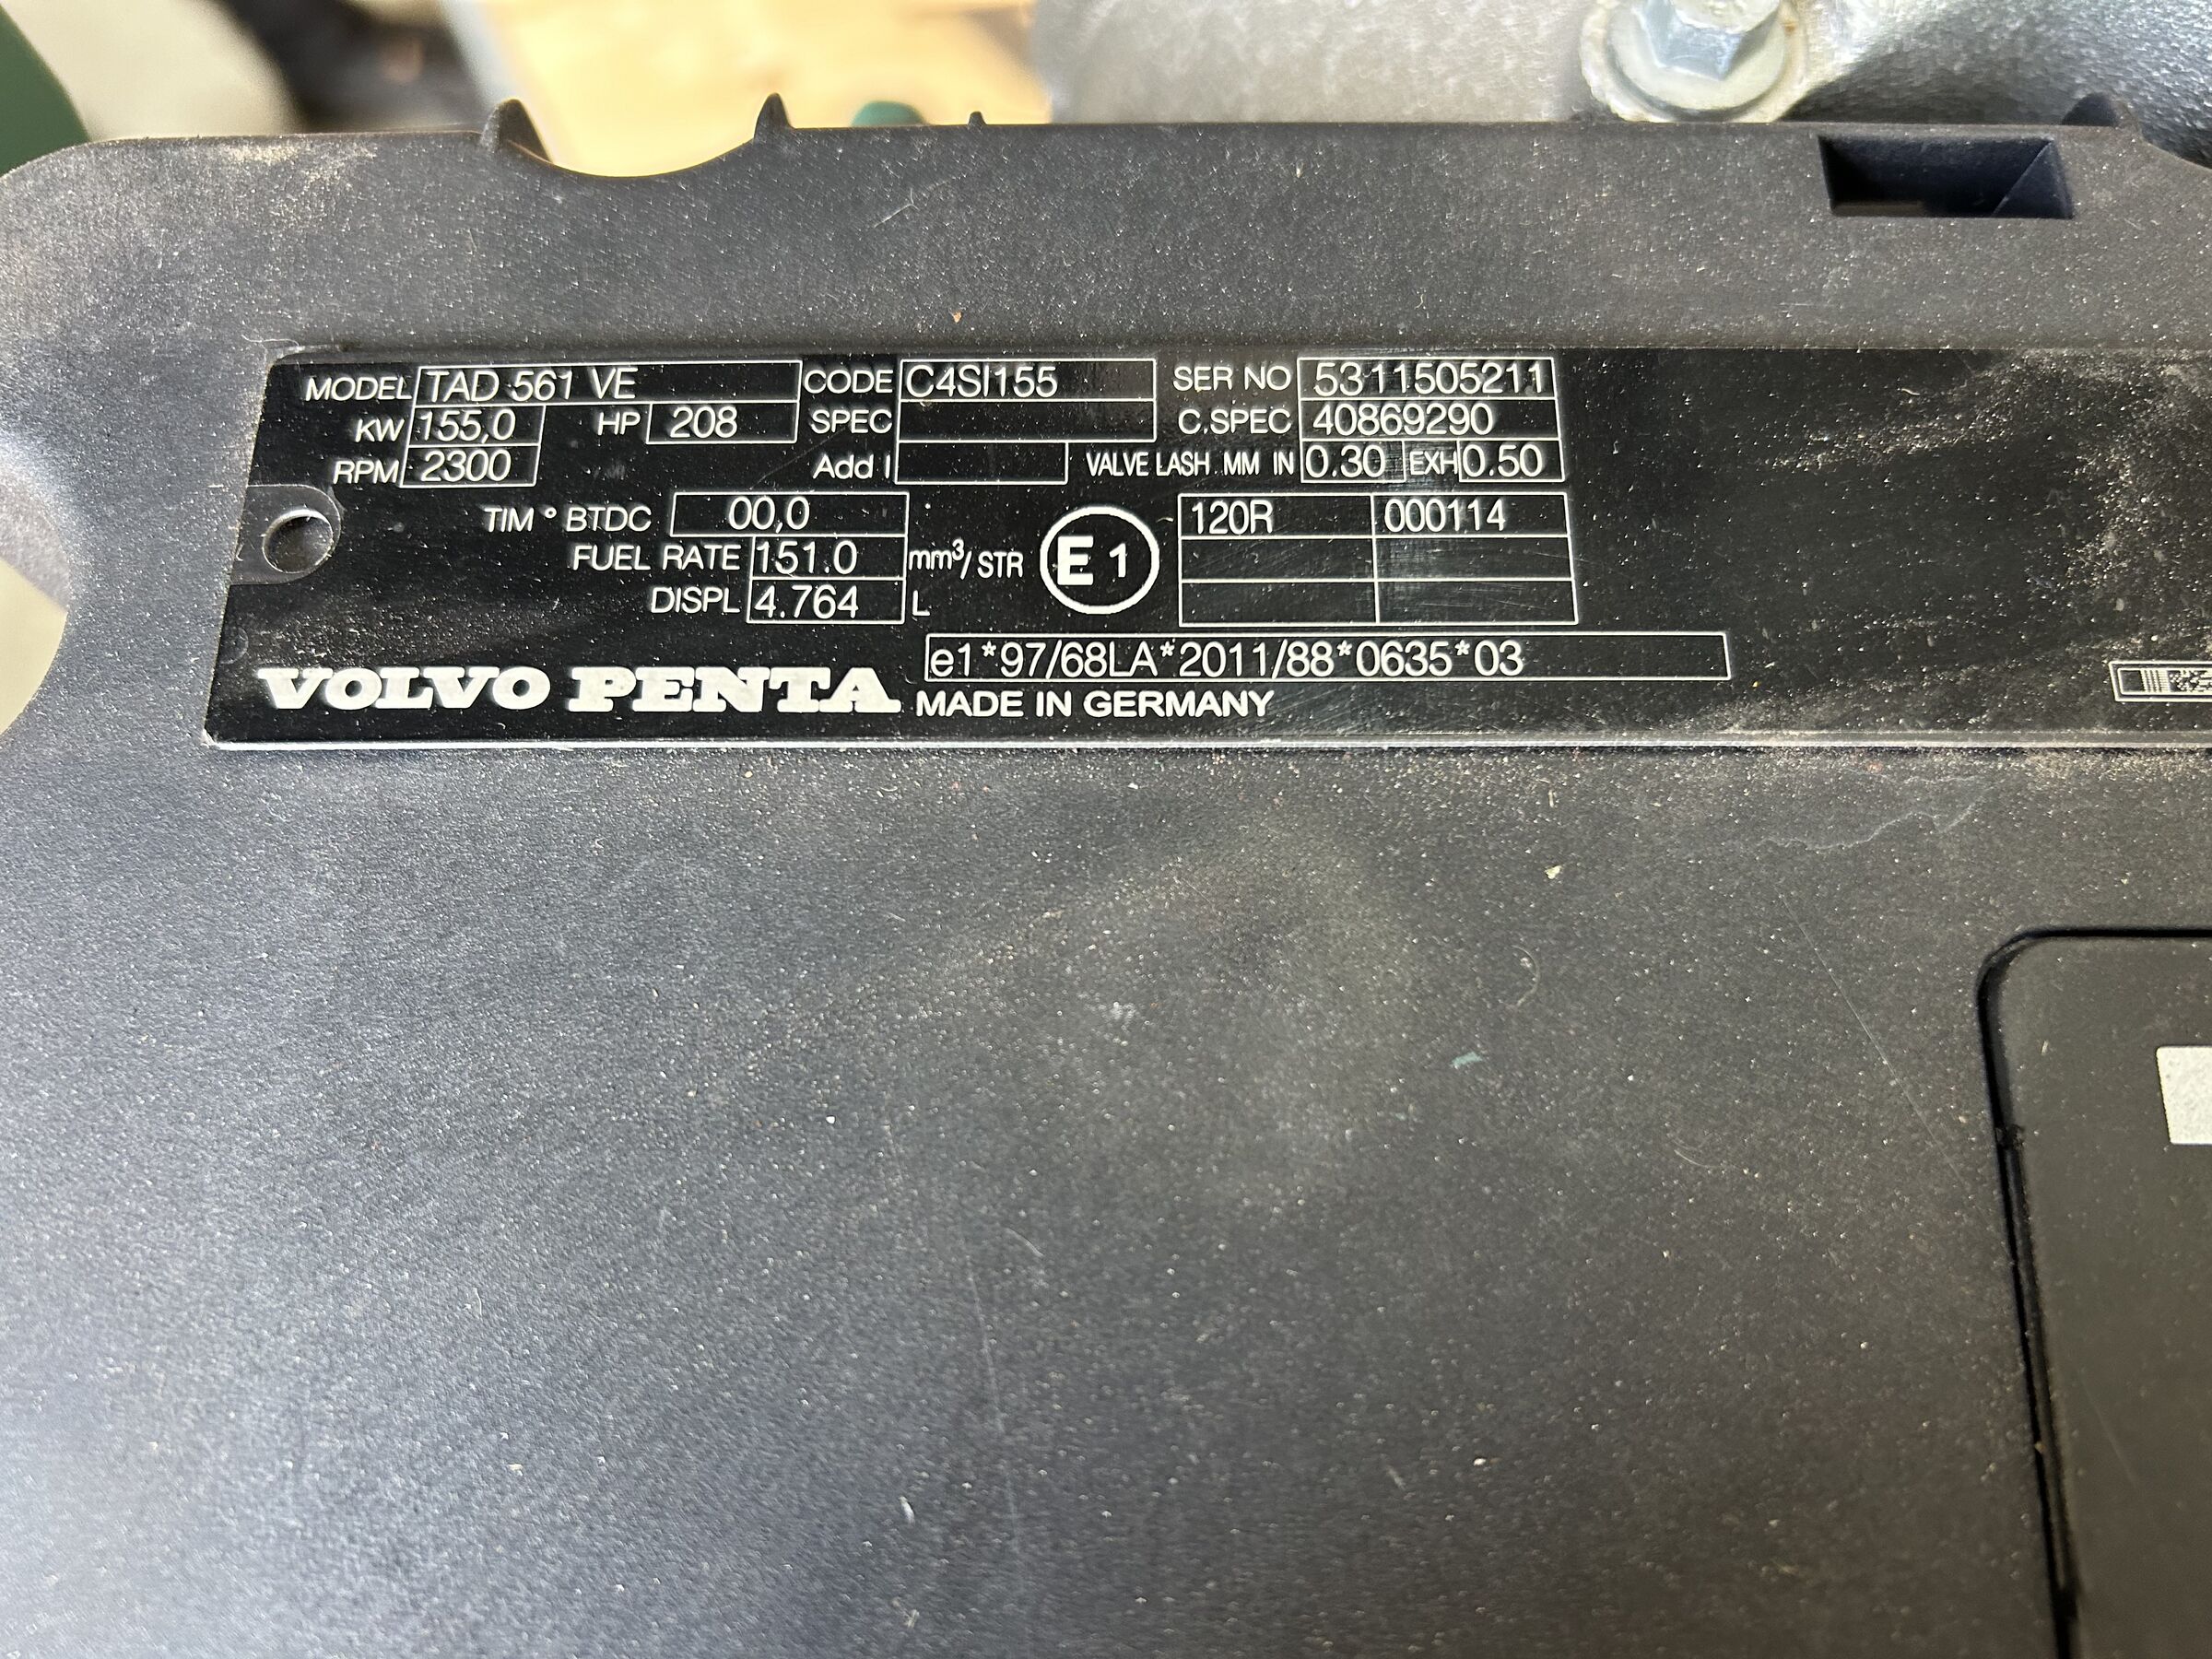 MODEL TAD 561 VE CODE C4SI155 SER NO 5311505211
KW 155,0 HP 208 SPEC C.SPEC 40869290
RPM 2300 Add I VALVE LASH MM IN 0.30 EXH 0.50
TIM ° BTDC 00,0 120R 000114
FUEL RATE 151.0 mm³/STR E 1
DISPL 4.764 L
e1*97/68LA*2011/88*0635*03
VOLVO PENTA MADE IN GERMANY